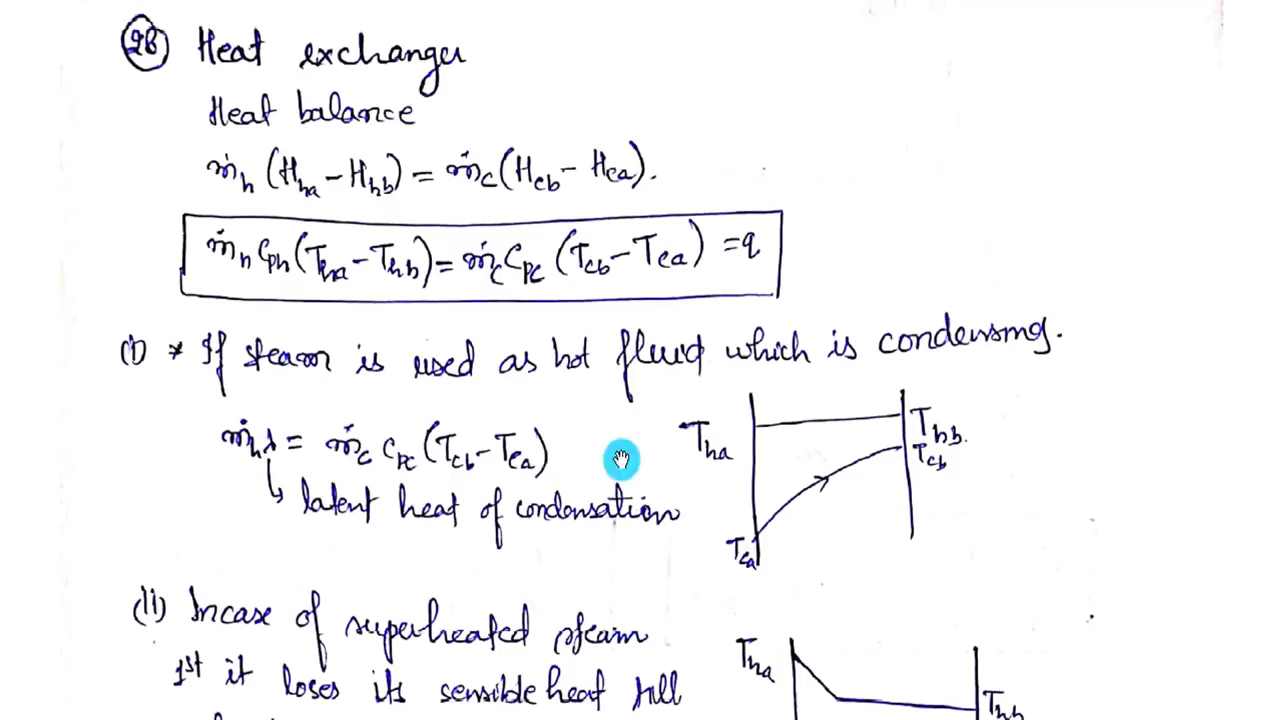 28 Heat exchanger
Heat balance
ṁh (Hha - Hhb) = ṁc (Hcb - Hca).
ṁh Cph (Tha - Thb) = ṁc Cpc (Tcb - Tca) = q
(i) * If steam is used as hot fluid which is condensing.
ṁh λ = ṁc Cpc (Tcb - Tca)
↳ latent heat of condensation
Tha
Thb.
Tcb
Tca
(ii) Incase of superheated steam
1st it loses its sensible heat till
Tha
Thb